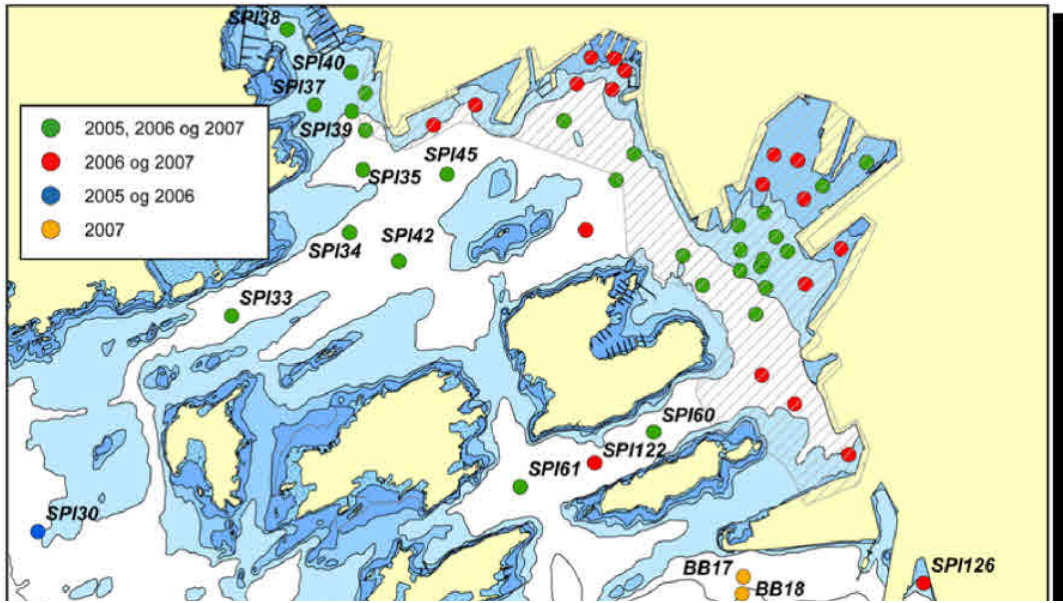 SPI38
SPI40
SPI37
SPI39
2005, 2006 og 2007
2006 og 2007
2005 og 2006
2007
SPI45
SPI35
SPI34
SPI42
SPI33
SPI60
SPI122
SPI61
SPI30
BB17
BB18
SPI126